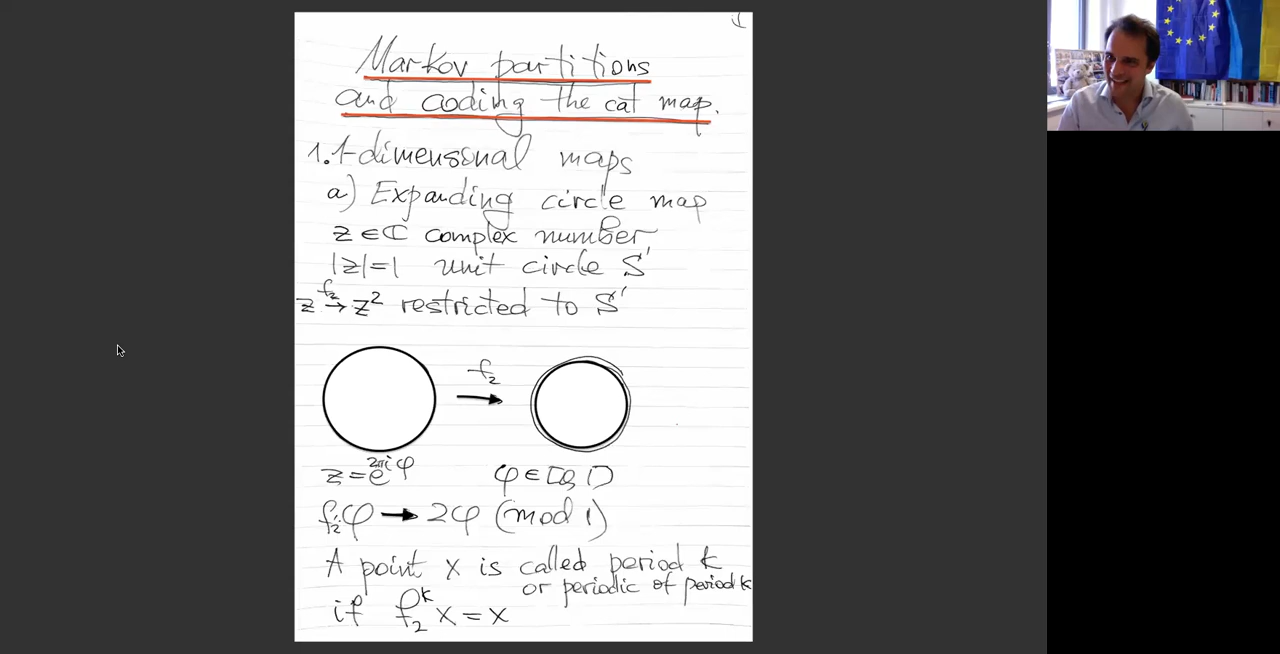 1
Markov partitions
and coding the cat map.
1. 1-dimensional maps
a) Expanding circle map
z ∈ ℂ complex number,
|z|=1 unit circle S¹
z →^{f₂} z² restricted to S¹
f₂ →
z = e^{2πiφ} φ ∈ [0, 1)
f₂: φ → 2φ (mod 1)
A point x is called period k
or periodic of period k
if f₂ᵏ x = x